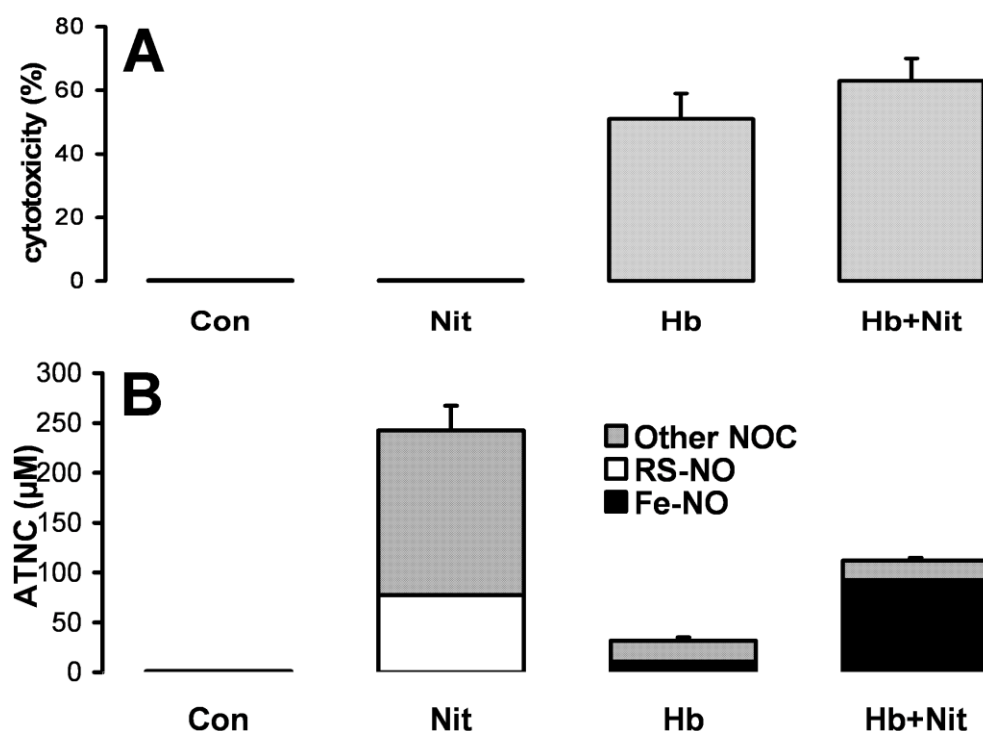 A
cytotoxicity (%)
80
60
40
20
0
Con Nit Hb Hb+Nit
B
ATNC (µM)
300
250
200
150
100
50
0
Other NOC
RS-NO
Fe-NO
Con Nit Hb Hb+Nit